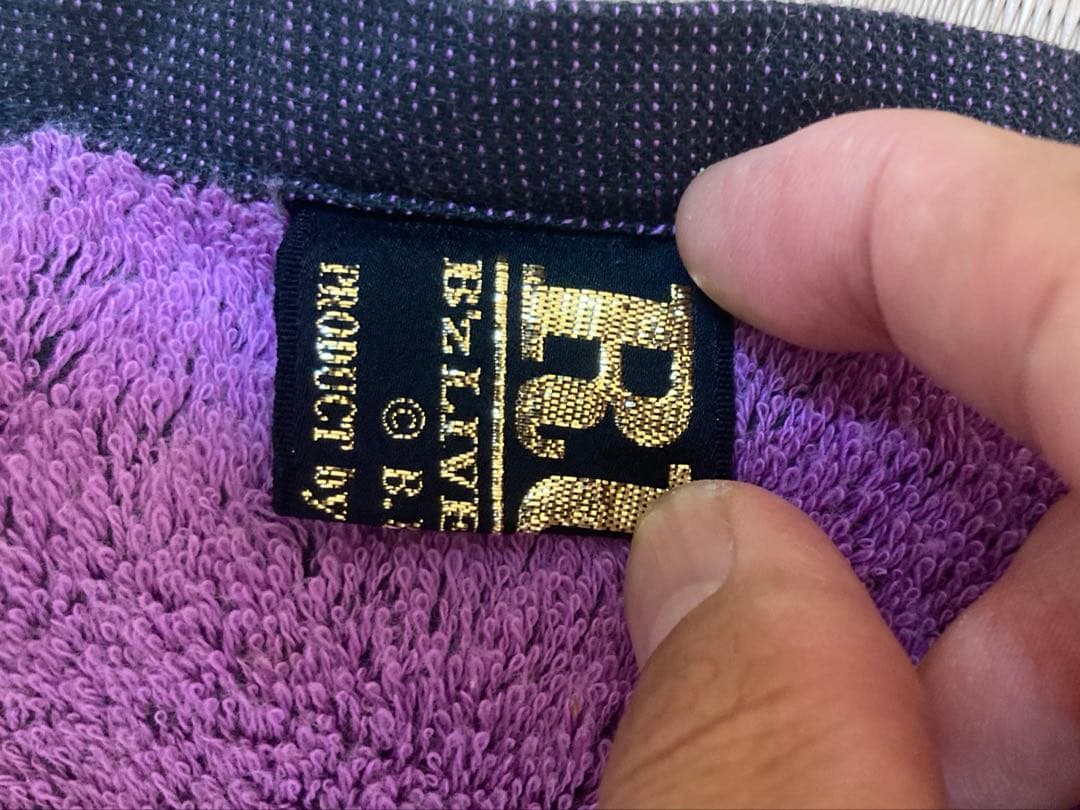 RU
B'z LIVE
© B.
PRODUCT by